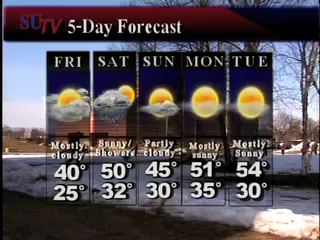 SUTV 5-Day Forecast
FRI SAT SUN MON TUE
Mostly cloudy Sunny/ Showers Partly cloudy Mostly sunny Mostly Sunny
40° 50° 45° 51° 54°
25° 32° 30° 35° 30°